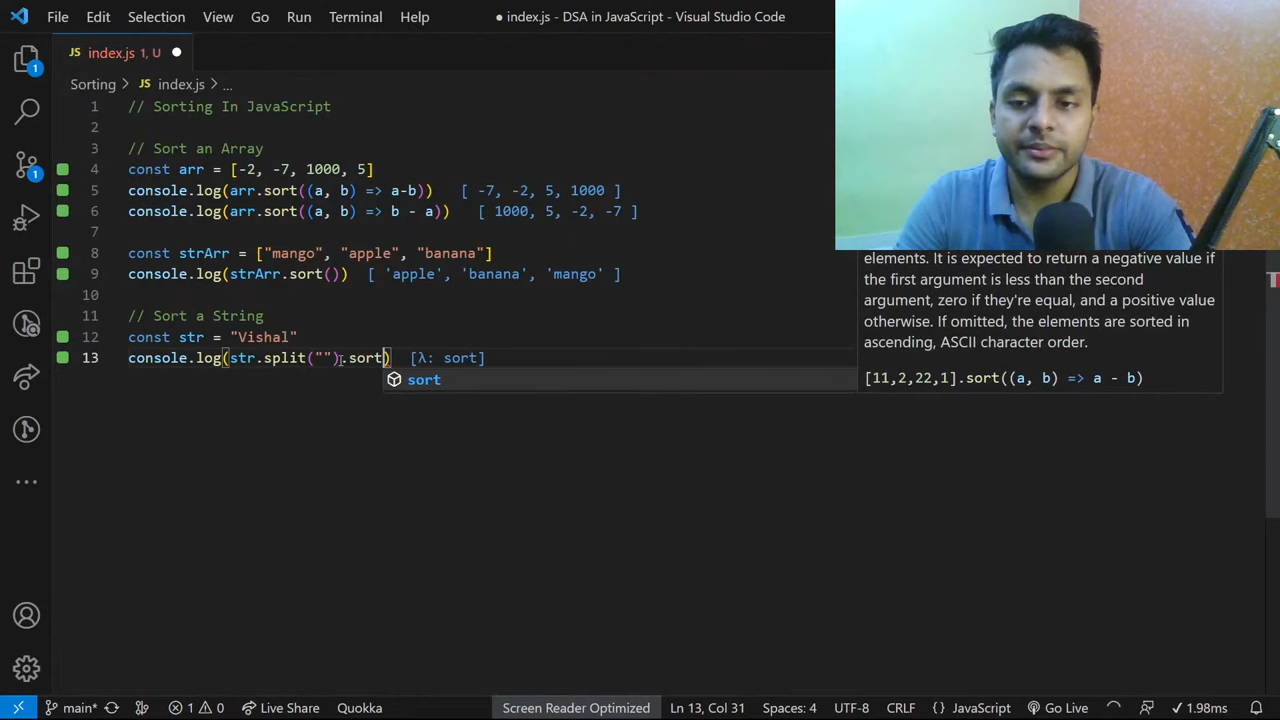 File Edit Selection View Go Run Terminal Help
● index.js - DSA in JavaScript - Visual Studio Code
JS index.js 1, U ●
Sorting > JS index.js > ...
1 // Sorting In JavaScript
2
3 // Sort an Array
4 const arr = [-2, -7, 1000, 5]
5 console.log(arr.sort((a, b) => a-b)) [ -7, -2, 5, 1000 ]
6 console.log(arr.sort((a, b) => b - a)) [ 1000, 5, -2, -7 ]
7
8 const strArr = ["mango", "apple", "banana"]
9 console.log(strArr.sort()) [ 'apple', 'banana', 'mango' ]
10
11 // Sort a String
12 const str = "Vishal"
13 console.log(str.split("").sort) [λ: sort]
sort
elements. It is expected to return a negative value if
the first argument is less than the second
argument, zero if they're equal, and a positive value
otherwise. If omitted, the elements are sorted in
ascending, ASCII character order.
[11,2,22,1].sort((a, b) => a - b)
1
1
main* 1 0 Live Share Quokka Screen Reader Optimized Ln 13, Col 31 Spaces: 4 UTF-8 CRLF {} JavaScript Go Live ✓ 1.98ms